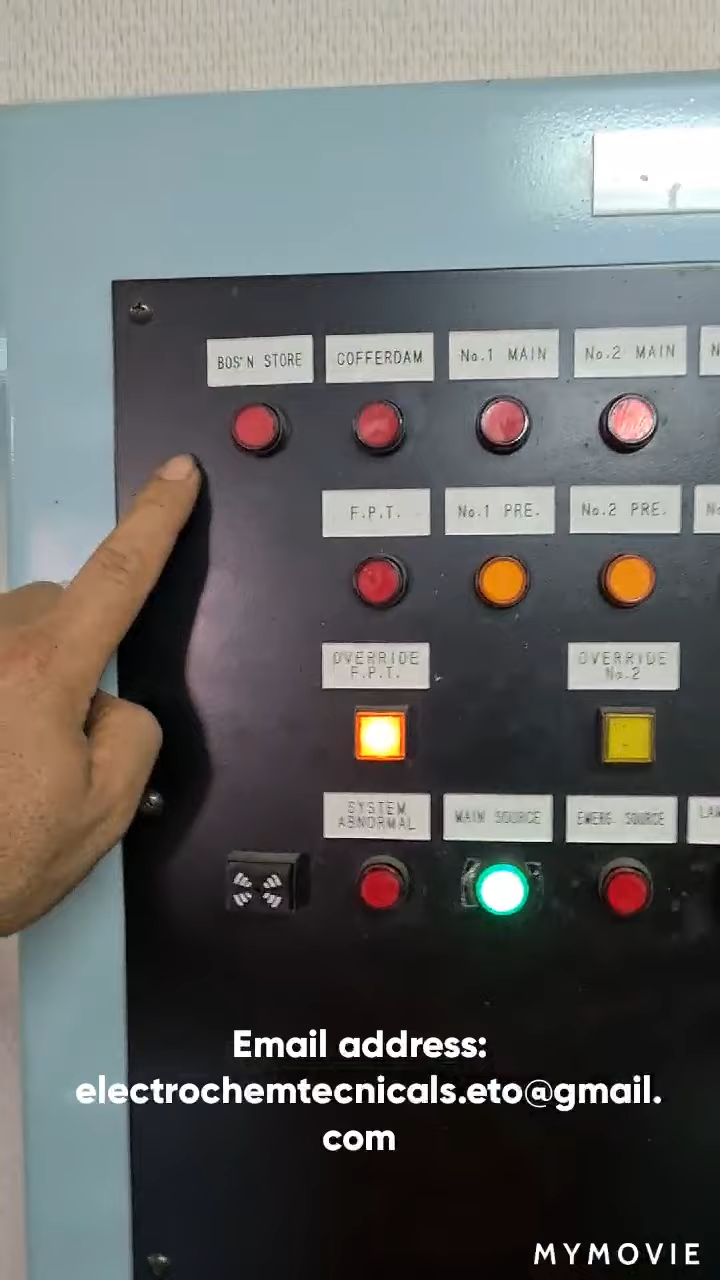 BOS'N STORE
COFFERDAM
No.1 MAIN
No.2 MAIN
F.P.T.
No.1 PRE.
No.2 PRE.
OVERRIDE
F.P.T.
OVERRIDE
No.2
SYSTEM
ABNORMAL
MAIN SOURCE
EMERG. SOURCE
Email address:
electrochemtecnicals.eto@gmail.
com
MYMOVIE